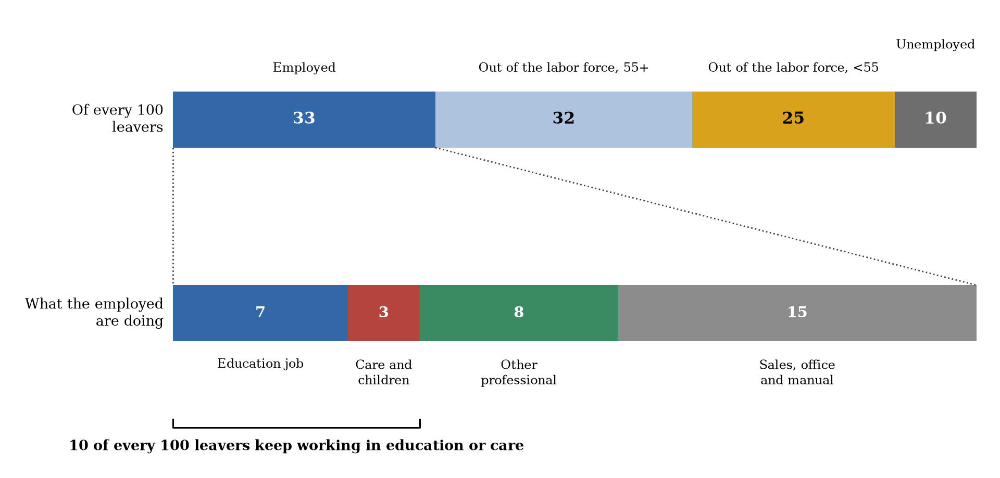 Unemployed
Employed
Out of the labor force, 55+
Out of the labor force, <55
Of every 100
leavers
33
32
25
10
What the employed
are doing
7
3
8
15
Education job
Care and
children
Other
professional
Sales, office
and manual
10 of every 100 leavers keep working in education or care